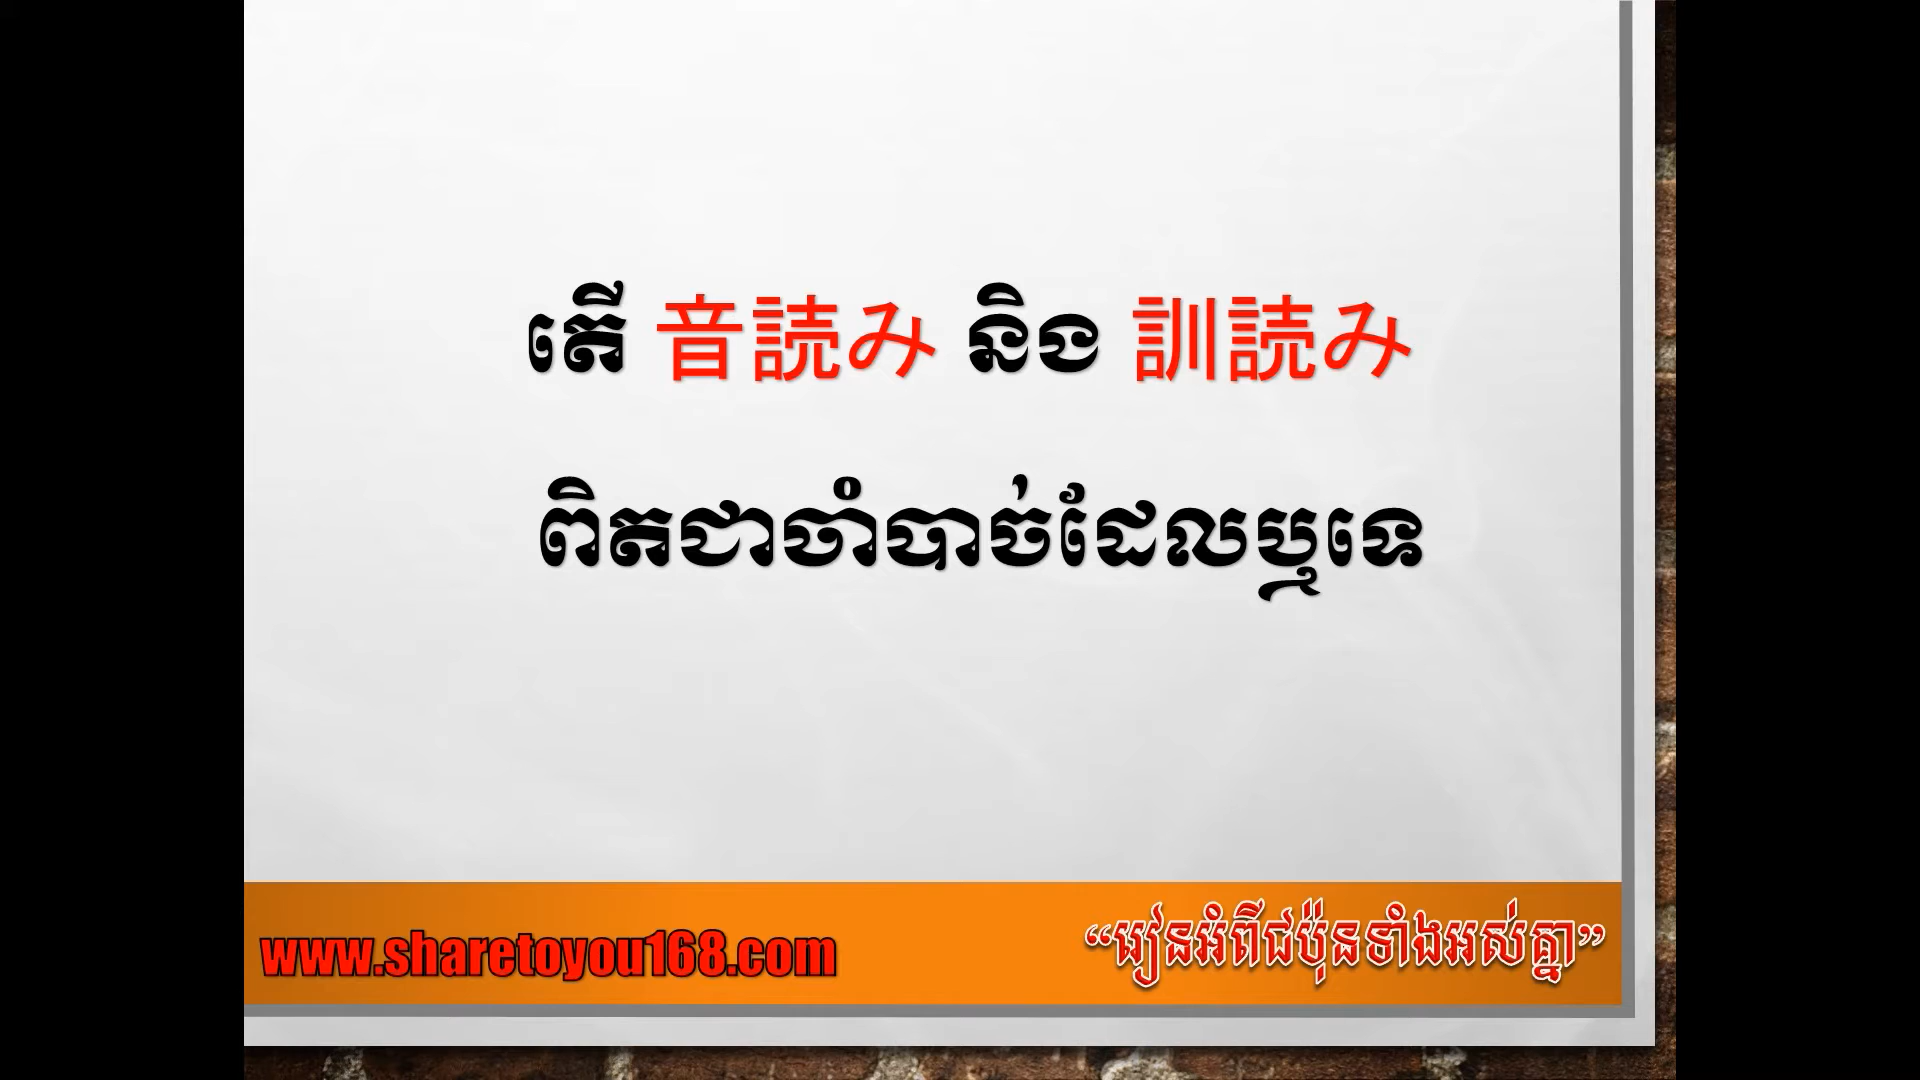 តើ 音読み និង 訓読み
ពិតជាចាំបាច់ដែលឬទេ
www.sharetoyou168.com
“រៀនអំពីជប៉ុនទាំងអស់គ្នា”